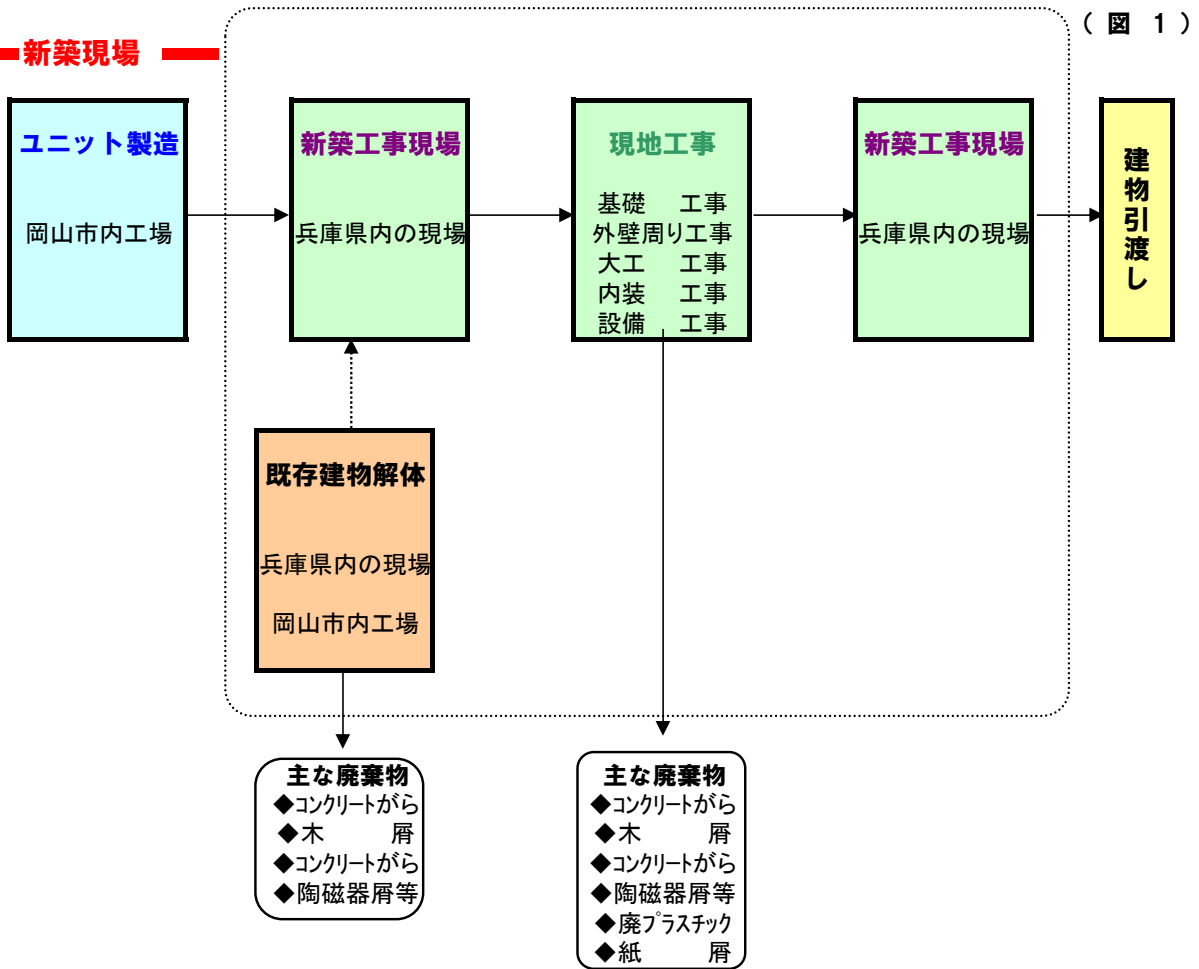 （ 図 1 ）
新築現場
ユニット製造
岡山市内工場
新築工事現場
兵庫県内の現場
現地工事
基礎 工事
外壁周り工事
大工 工事
内装 工事
設備 工事
新築工事現場
兵庫県内の現場
建物引渡し
既存建物解体
兵庫県内の現場
岡山市内工場
主な廃棄物
◆コンクリートがら
◆木 屑
◆コンクリートがら
◆陶磁器屑等
主な廃棄物
◆コンクリートがら
◆木 屑
◆コンクリートがら
◆陶磁器屑等
◆廃プラスチック
◆紙 屑